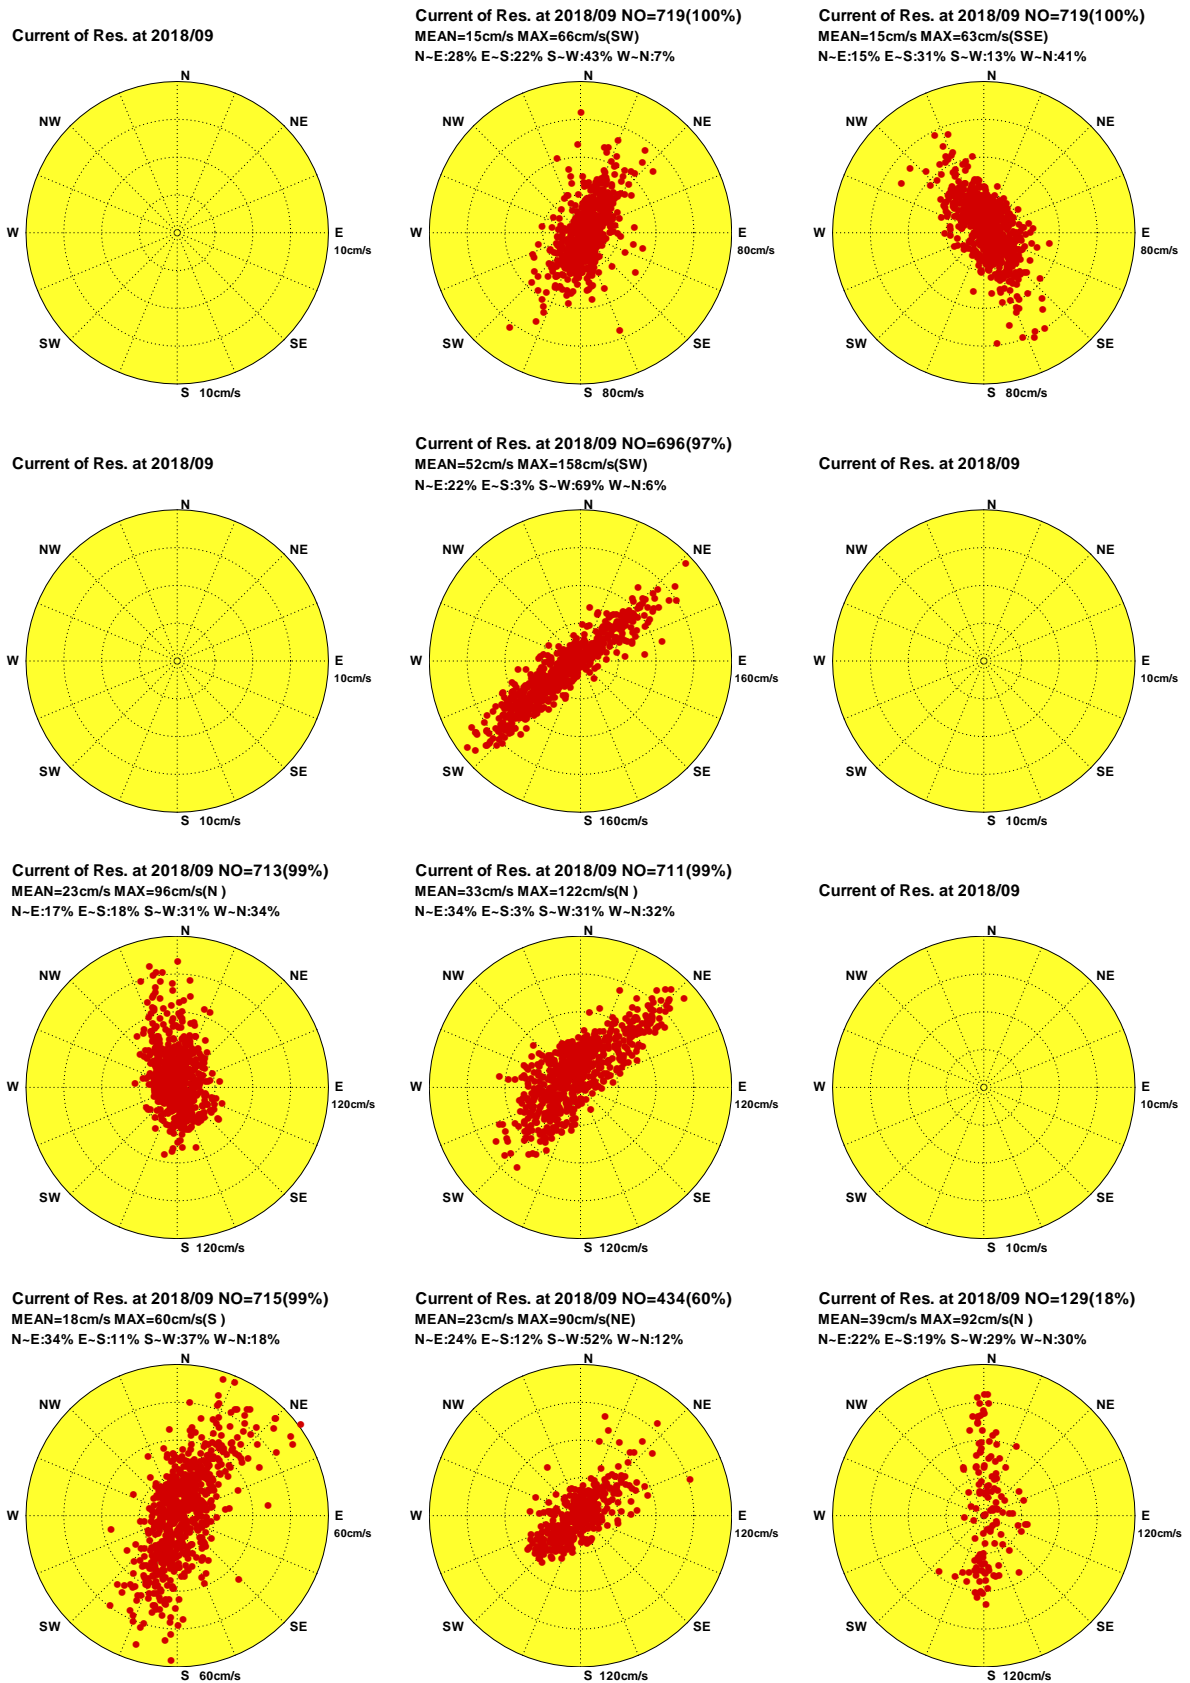 Current of Res. at 2018/09
N
NW
NE
W
E
10cm/s
SW
SE
S 10cm/s
Current of Res. at 2018/09 NO=719(100%)
MEAN=15cm/s MAX=66cm/s(SW)
N~E:28% E~S:22% S~W:43% W~N:7%
N
NW
NE
W
E
80cm/s
SW
SE
S 80cm/s
Current of Res. at 2018/09 NO=719(100%)
MEAN=15cm/s MAX=63cm/s(SSE)
N~E:15% E~S:31% S~W:13% W~N:41%
N
NW
NE
W
E
80cm/s
SW
SE
S 80cm/s
Current of Res. at 2018/09
N
NW
NE
W
E
10cm/s
SW
SE
S 10cm/s
Current of Res. at 2018/09 NO=696(97%)
MEAN=52cm/s MAX=158cm/s(SW)
N~E:22% E~S:3% S~W:69% W~N:6%
N
NW
NE
W
E
160cm/s
SW
SE
S 160cm/s
Current of Res. at 2018/09
N
NW
NE
W
E
10cm/s
SW
SE
S 10cm/s
Current of Res. at 2018/09 NO=713(99%)
MEAN=23cm/s MAX=96cm/s(N )
N~E:17% E~S:18% S~W:31% W~N:34%
N
NW
NE
W
E
120cm/s
SW
SE
S 120cm/s
Current of Res. at 2018/09 NO=711(99%)
MEAN=33cm/s MAX=122cm/s(N )
N~E:34% E~S:3% S~W:31% W~N:32%
N
NW
NE
W
E
120cm/s
SW
SE
S 120cm/s
Current of Res. at 2018/09
N
NW
NE
W
E
10cm/s
SW
SE
S 10cm/s
Current of Res. at 2018/09 NO=715(99%)
MEAN=18cm/s MAX=60cm/s(S )
N~E:34% E~S:11% S~W:37% W~N:18%
N
NW
NE
W
E
60cm/s
SW
SE
S 60cm/s
Current of Res. at 2018/09 NO=434(60%)
MEAN=23cm/s MAX=90cm/s(NE)
N~E:24% E~S:12% S~W:52% W~N:12%
N
NW
NE
W
E
120cm/s
SW
SE
S 120cm/s
Current of Res. at 2018/09 NO=129(18%)
MEAN=39cm/s MAX=92cm/s(N )
N~E:22% E~S:19% S~W:29% W~N:30%
N
NW
NE
W
E
120cm/s
SW
SE
S 120cm/s